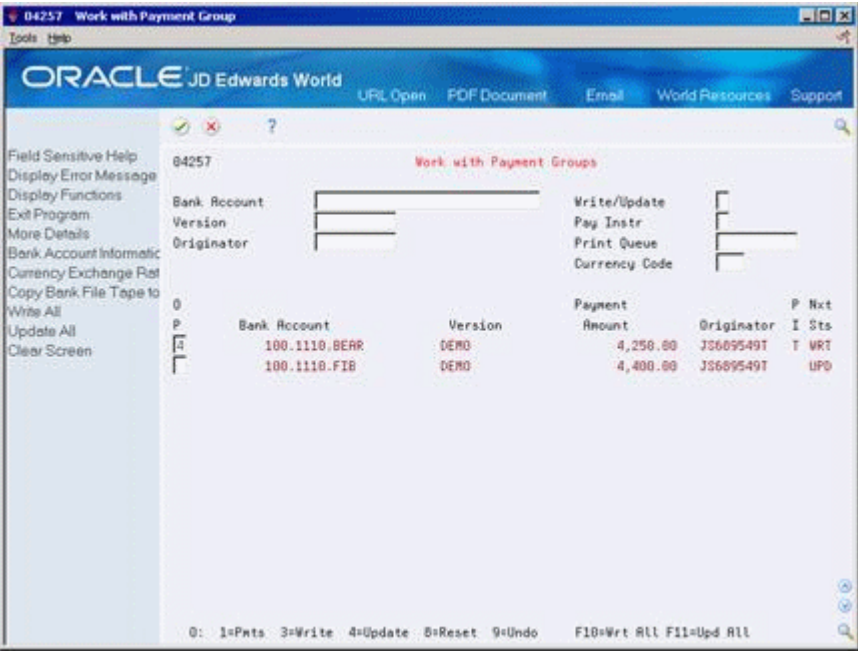 04257 Work with Payment Group
Tools Help
ORACLE JD Edwards World
URL Open PDF Document Email World Resources Support
?
Field Sensitive Help
Display Error Message
Display Functions
Exit Program
More Details
Bank Account Informatic
Currency Exchange Rat
Copy Bank File Tape to
Write All
Update All
Clear Screen
04257 Work with Payment Groups
Bank Account Write/Update
Version Pay Instr
Originator Print Queue
Currency Code
O Payment P Nxt
P Bank Account Version Amount Originator I Sts
4 100.1110.BEAR DEMO 4,250.00 JS689549T T WRT
100.1110.FIB DEMO 4,400.00 JS689549T UPD
O: 1=Pmts 3=Write 4=Update 8=Reset 9=Undo F10=Wrt All F11=Upd All